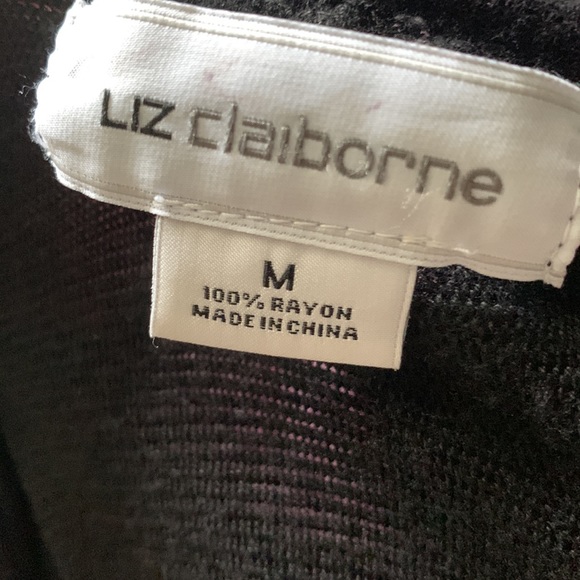 LIZ claiborne
M
100% RAYON
MADE IN CHINA